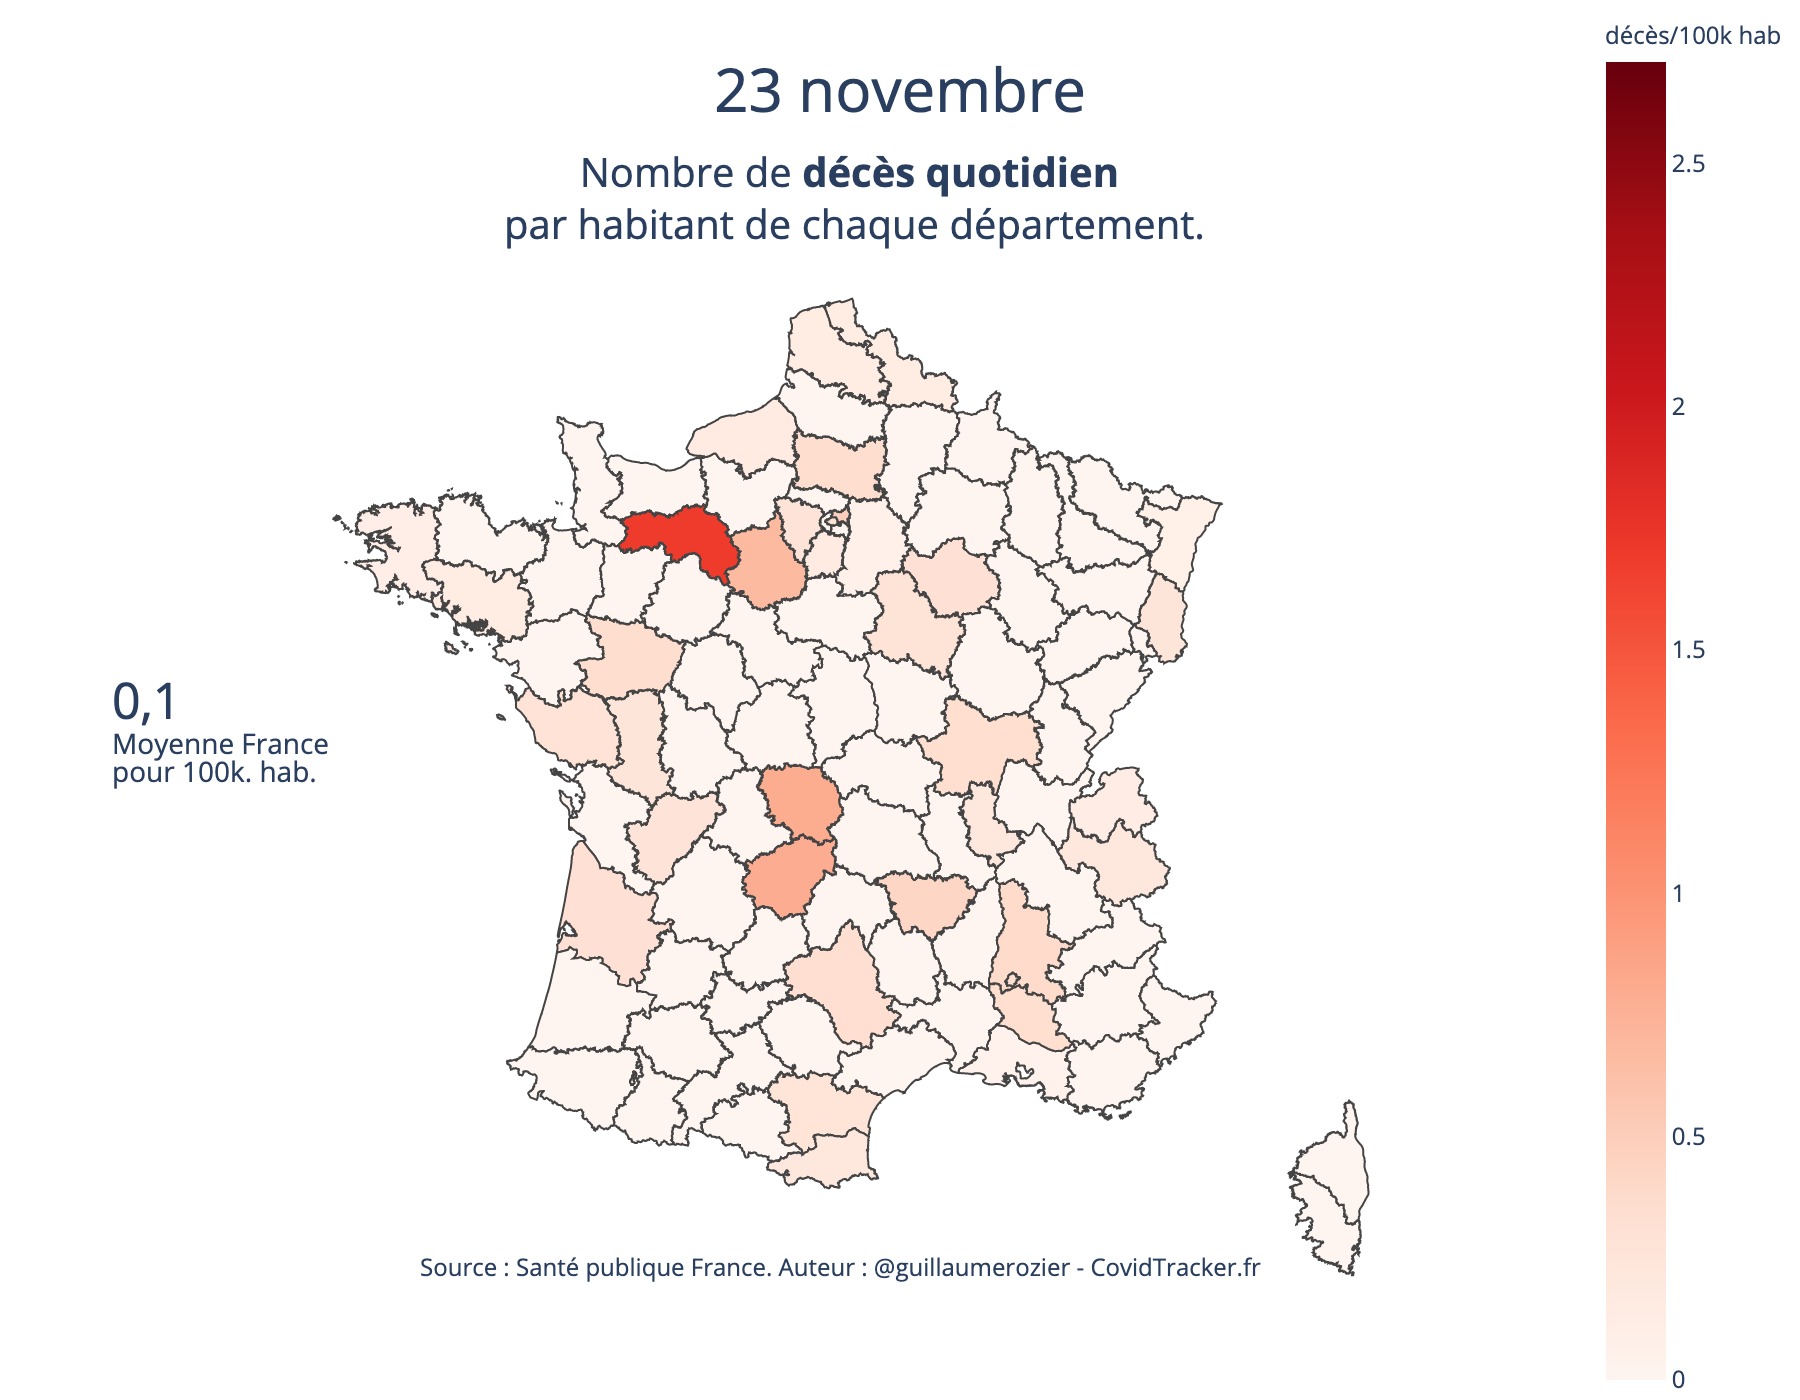 décès/100k hab
23 novembre
Nombre de décès quotidien
par habitant de chaque département.
2.5
2
1.5
1
0.5
0
0,1
Moyenne France
pour 100k. hab.
Source : Santé publique France. Auteur : @guillaumerozier - CovidTracker.fr